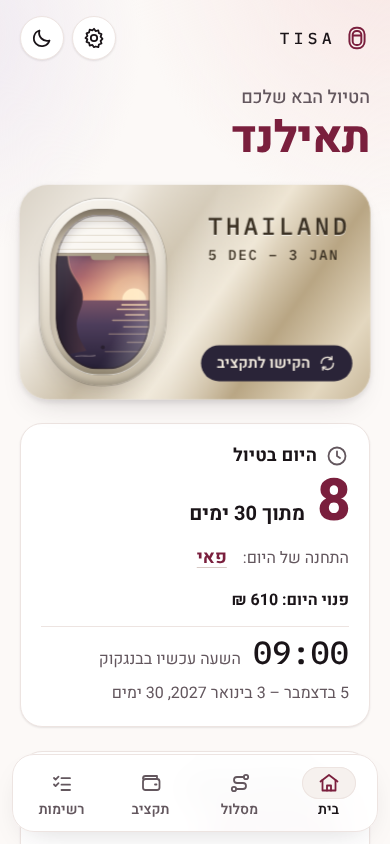 TISA
הטיול הבא שלכם
תאילנד
THAILAND
5 DEC – 3 JAN
הקישו לתקציב
היום בטיול
8 מתוך 30 ימים
התחנה של היום: פאי
פנוי היום: 610 ₪
09:00 השעה עכשיו בבנגקוק
5 בדצמבר – 3 בינואר 2027, 30 ימים
בית
מסלול
תקציב
רשימות